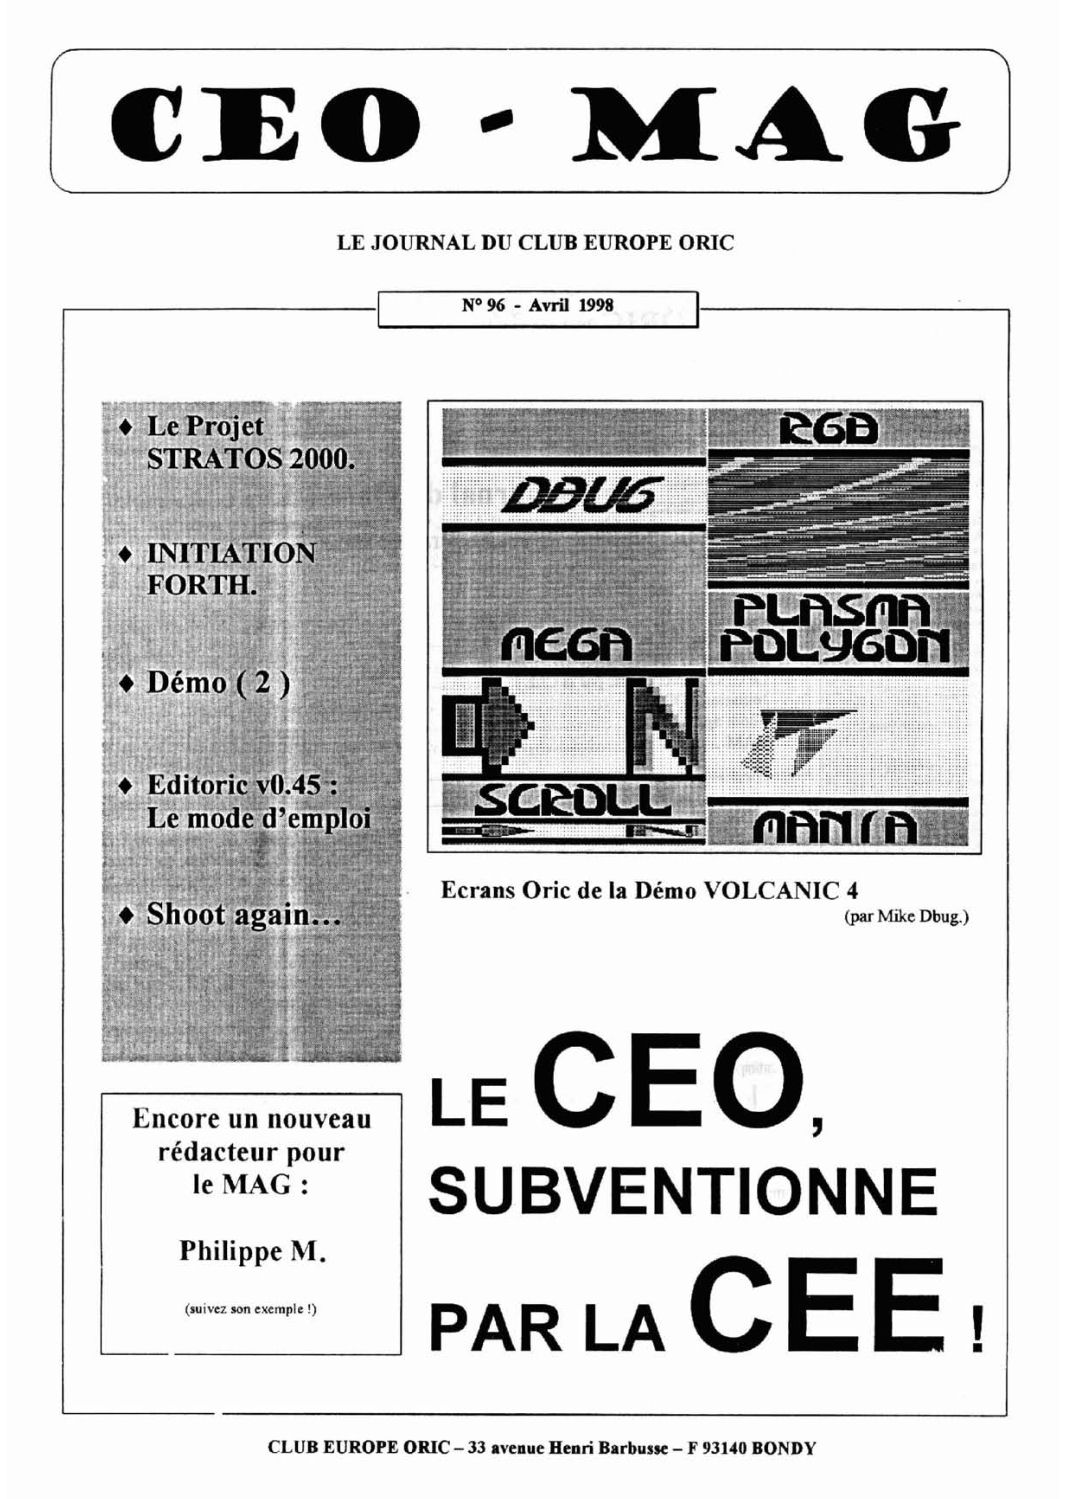 CEO - MAG
LE JOURNAL DU CLUB EUROPE ORIC
N° 96 - Avril 1998
♦ Le Projet
STRATOS 2000.
♦ INITIATION
FORTH.
♦ Démo ( 2 )
♦ Editoric v0.45 :
Le mode d'emploi
♦ Shoot again...
DBUG
MEGA
N
SCROLL
RGB
PLASMA
POLYGON
MANIA
Ecrans Oric de la Démo VOLCANIC 4
(par Mike Dbug.)
Encore un nouveau
rédacteur pour
le MAG :
Philippe M.
(suivez son exemple !)
LE CEO,
SUBVENTIONNE
PAR LA CEE !
CLUB EUROPE ORIC – 33 avenue Henri Barbusse – F 93140 BONDY